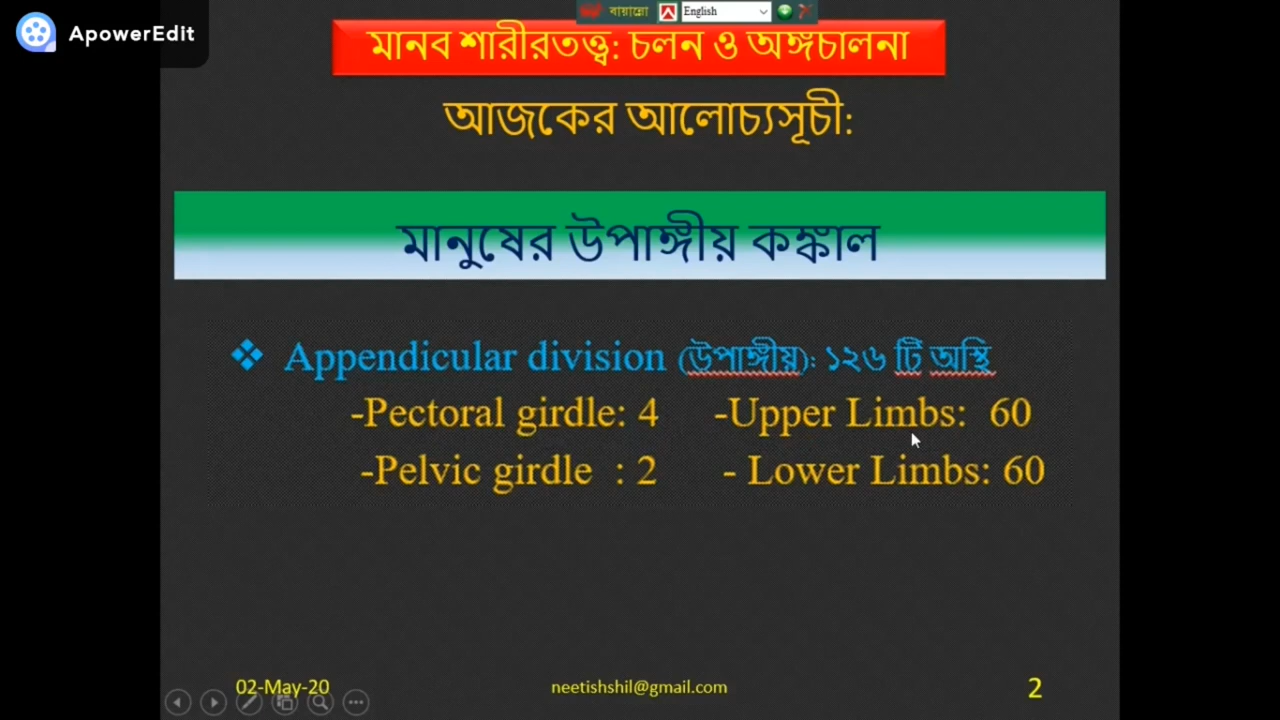 ApowerEdit
বায়ান্নো
English
মানব শারীরতত্ত্ব: চলন ও অঙ্গচালনা
আজকের আলোচ্যসূচী:
মানুষের উপাঙ্গীয় কঙ্কাল
❖ Appendicular division (উপাঙ্গীয়): ১২৬ টি অস্থি
-Pectoral girdle: 4 -Upper Limbs: 60
-Pelvic girdle : 2 - Lower Limbs: 60
02-May-20 neetishshil@gmail.com 2